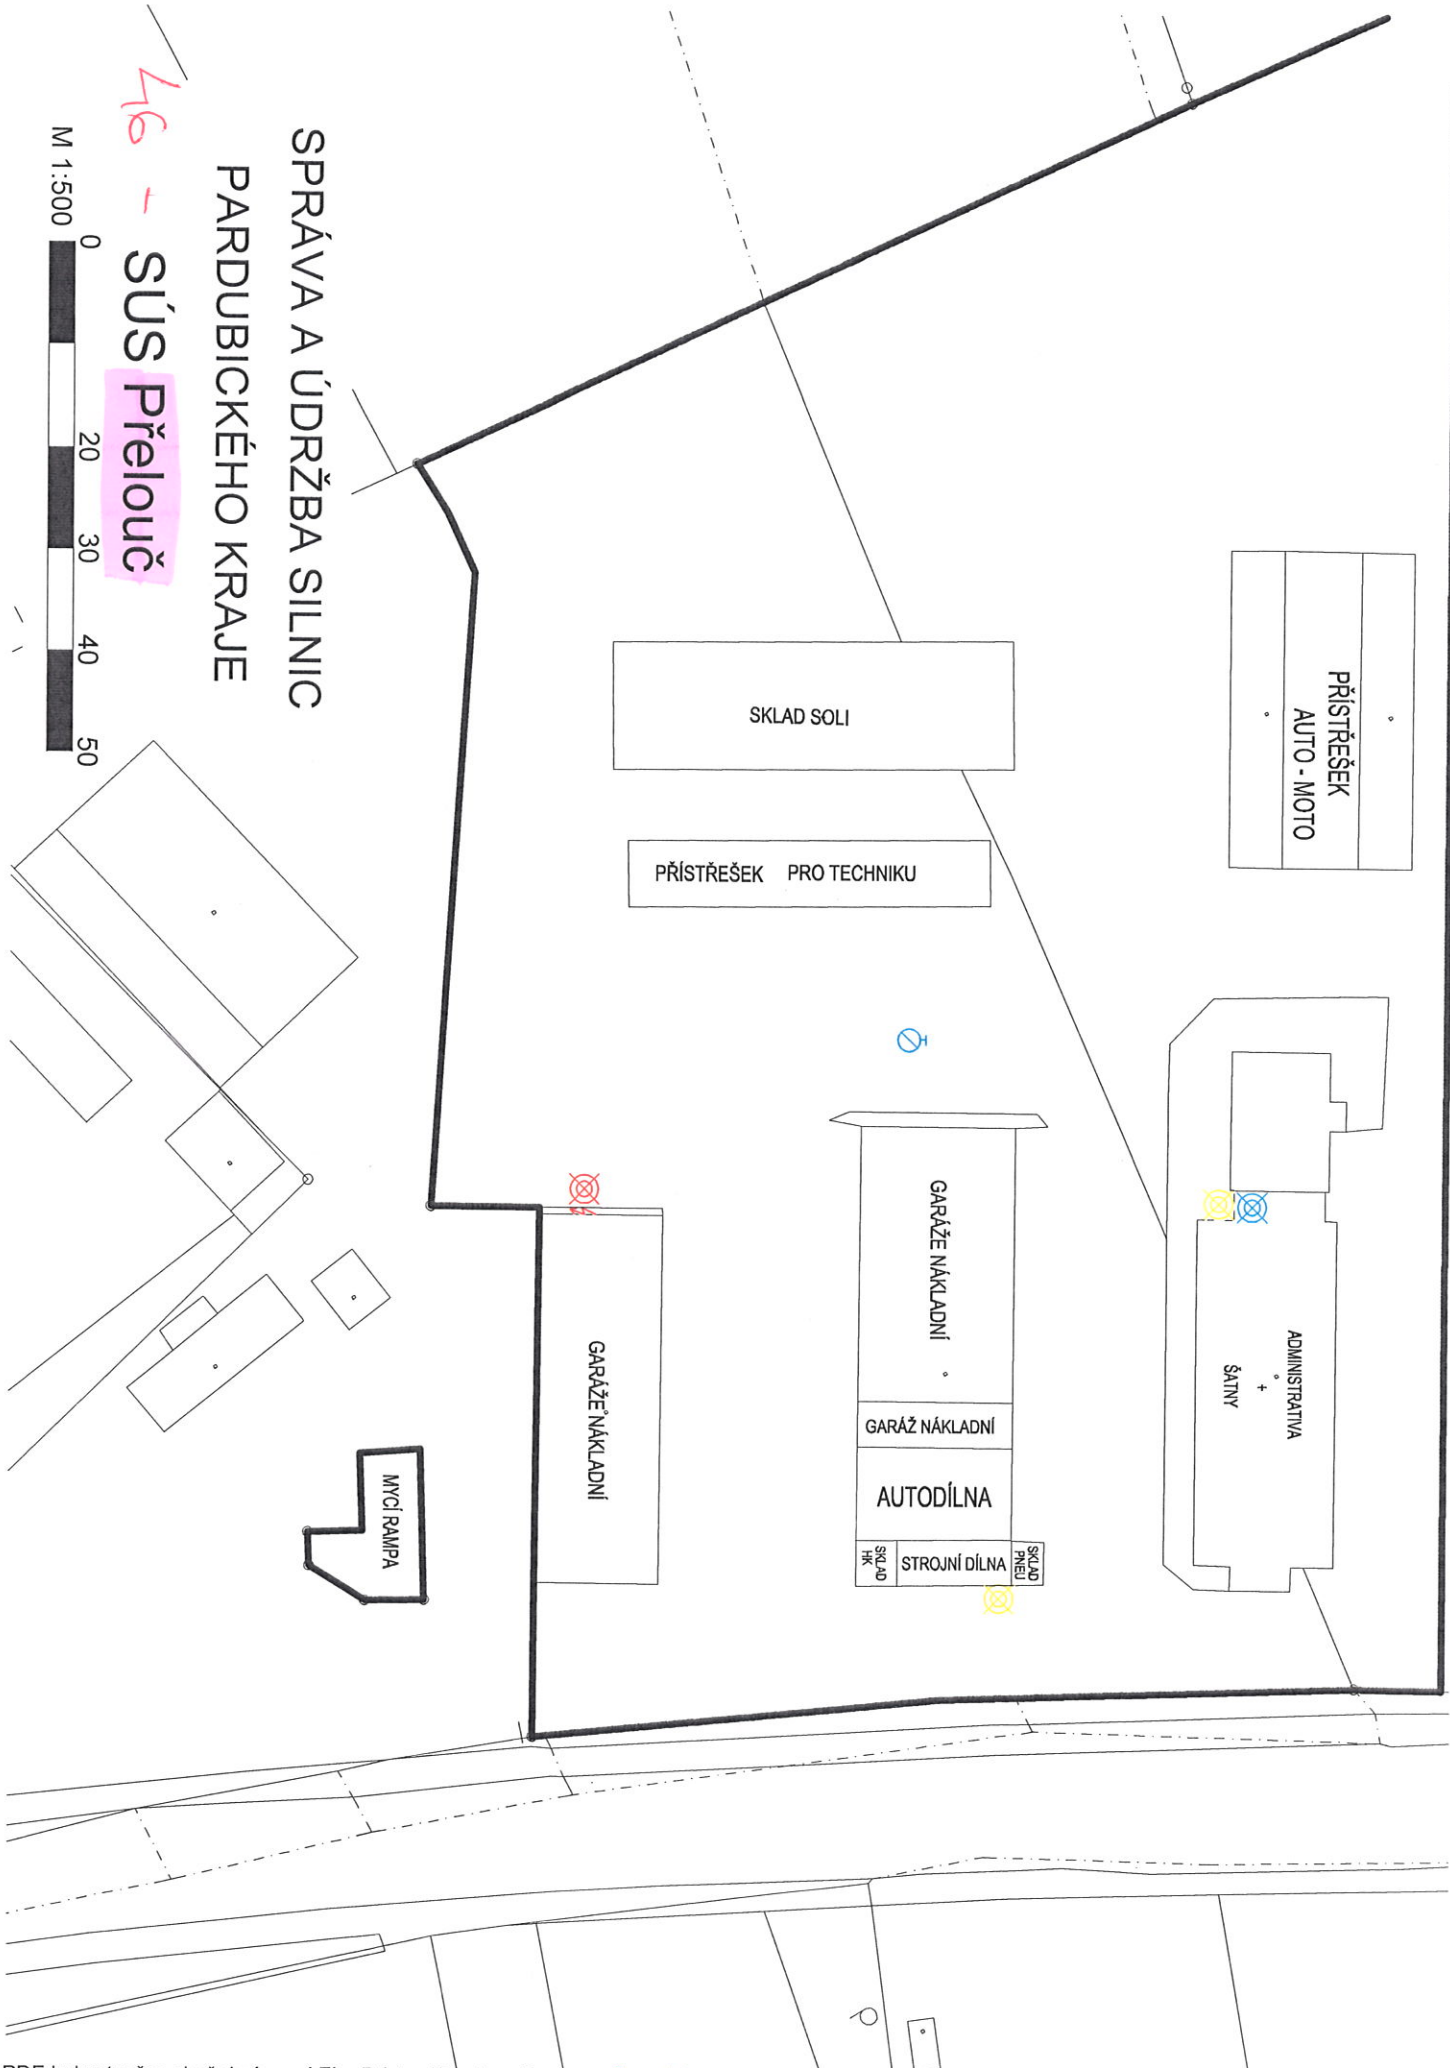 SPRÁVA A ÚDRŽBA SILNIC
PARDUBICKÉHO KRAJE
46 - SÚS Přelouč
M 1:500
0 20 30 40 50
PŘÍSTŘEŠEK
AUTO - MOTO
SKLAD SOLI
PŘÍSTŘEŠEK PRO TECHNIKU
GARÁŽE NÁKLADNÍ
GARÁŽ NÁKLADNÍ
AUTODÍLNA
SKLAD
HK
STROJNÍ DÍLNA
SKLAD
PNEU
ADMINISTRATIVA
+
ŠATNY
GARÁŽE NÁKLADNÍ
MYCÍ RAMPA